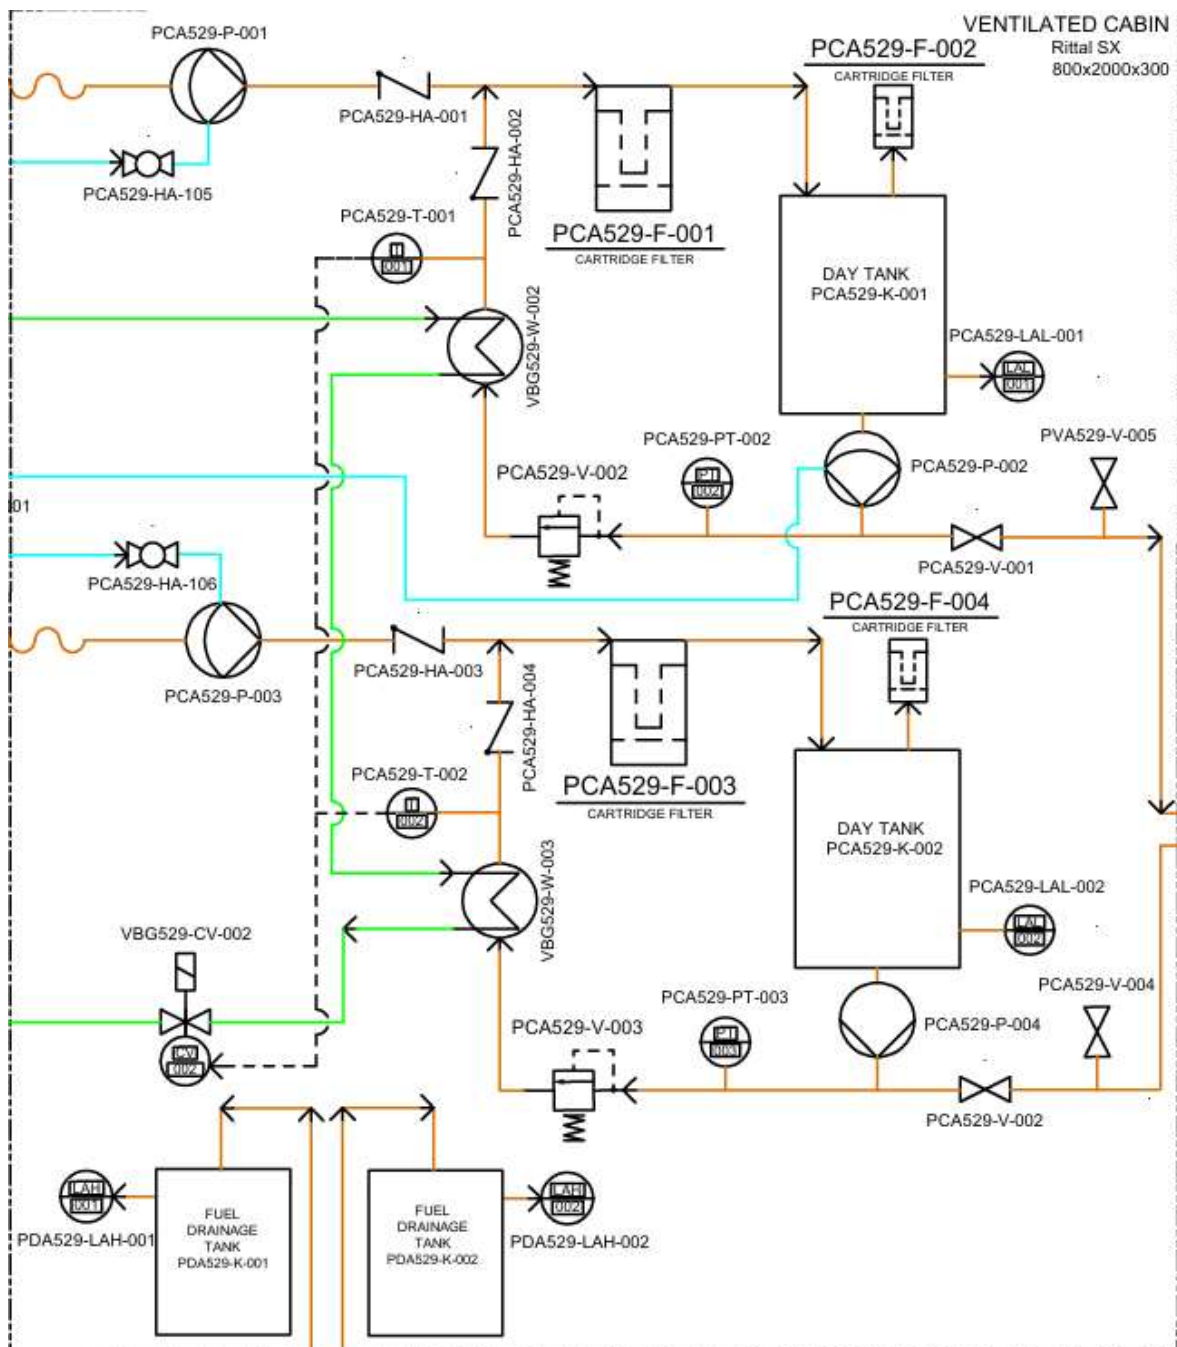 PCA529-P-001
VENTILATED CABIN
Rittal SX
800x2000x300
PCA529-F-002
CARTRIDGE FILTER
PCA529-HA-001
PCA529-HA-002
PCA529-HA-105
PCA529-T-001
T
001
PCA529-F-001
CARTRIDGE FILTER
DAY TANK
PCA529-K-001
VBG529-W-002
PCA529-LAL-001
LAL
001
PCA529-PT-002
PT
002
PVA529-V-005
PCA529-V-002
PCA529-P-002
01
PCA529-HA-106
PCA529-V-001
PCA529-F-004
CARTRIDGE FILTER
PCA529-HA-003
PCA529-P-003
PCA529-HA-004
PCA529-T-002
T
002
PCA529-F-003
CARTRIDGE FILTER
DAY TANK
PCA529-K-002
VBG529-W-003
PCA529-LAL-002
LAL
002
VBG529-CV-002
CV
002
PCA529-PT-003
PT
003
PCA529-V-004
PCA529-V-003
PCA529-P-004
PCA529-V-002
LAH
001
PDA529-LAH-001
FUEL
DRAINAGE
TANK
PDA529-K-001
FUEL
DRAINAGE
TANK
PDA529-K-002
LAH
002
PDA529-LAH-002